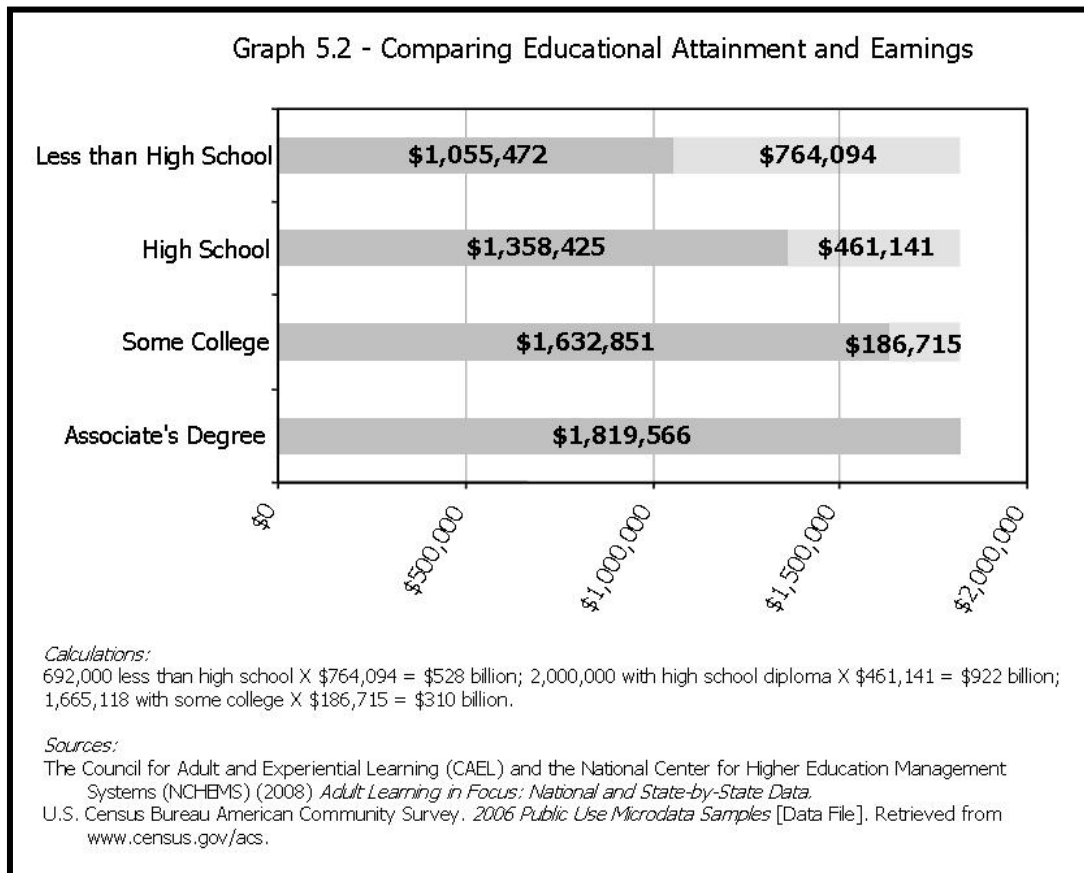 Graph 5.2 - Comparing Educational Attainment and Earnings
Less than High School
$1,055,472
$764,094
High School
$1,358,425
$461,141
Some College
$1,632,851
$186,715
Associate's Degree
$1,819,566
$0
$500,000
$1,000,000
$1,500,000
$2,000,000
Calculations:
692,000 less than high school X $764,094 = $528 billion; 2,000,000 with high school diploma X $461,141 = $922 billion;
1,665,118 with some college X $186,715 = $310 billion.
Sources:
The Council for Adult and Experiential Learning (CAEL) and the National Center for Higher Education Management
Systems (NCHEMS) (2008) Adult Learning in Focus: National and State-by-State Data.
U.S. Census Bureau American Community Survey. 2006 Public Use Microdata Samples [Data File]. Retrieved from
www.census.gov/acs.